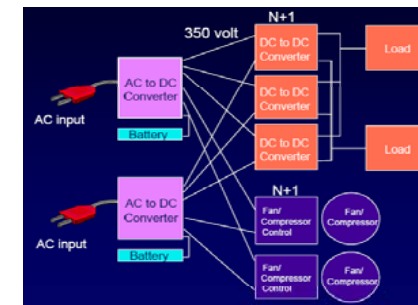 350 volt
N+1
DC to DC
Converter
Load
AC to DC
Converter
AC input
DC to DC
Converter
Battery
DC to DC
Converter
Load
N+1
AC to DC
Converter
Fan/
Compressor
Control
Fan/
Compressor
AC input
Battery
Fan/
Compressor
Control
Fan/
Compressor